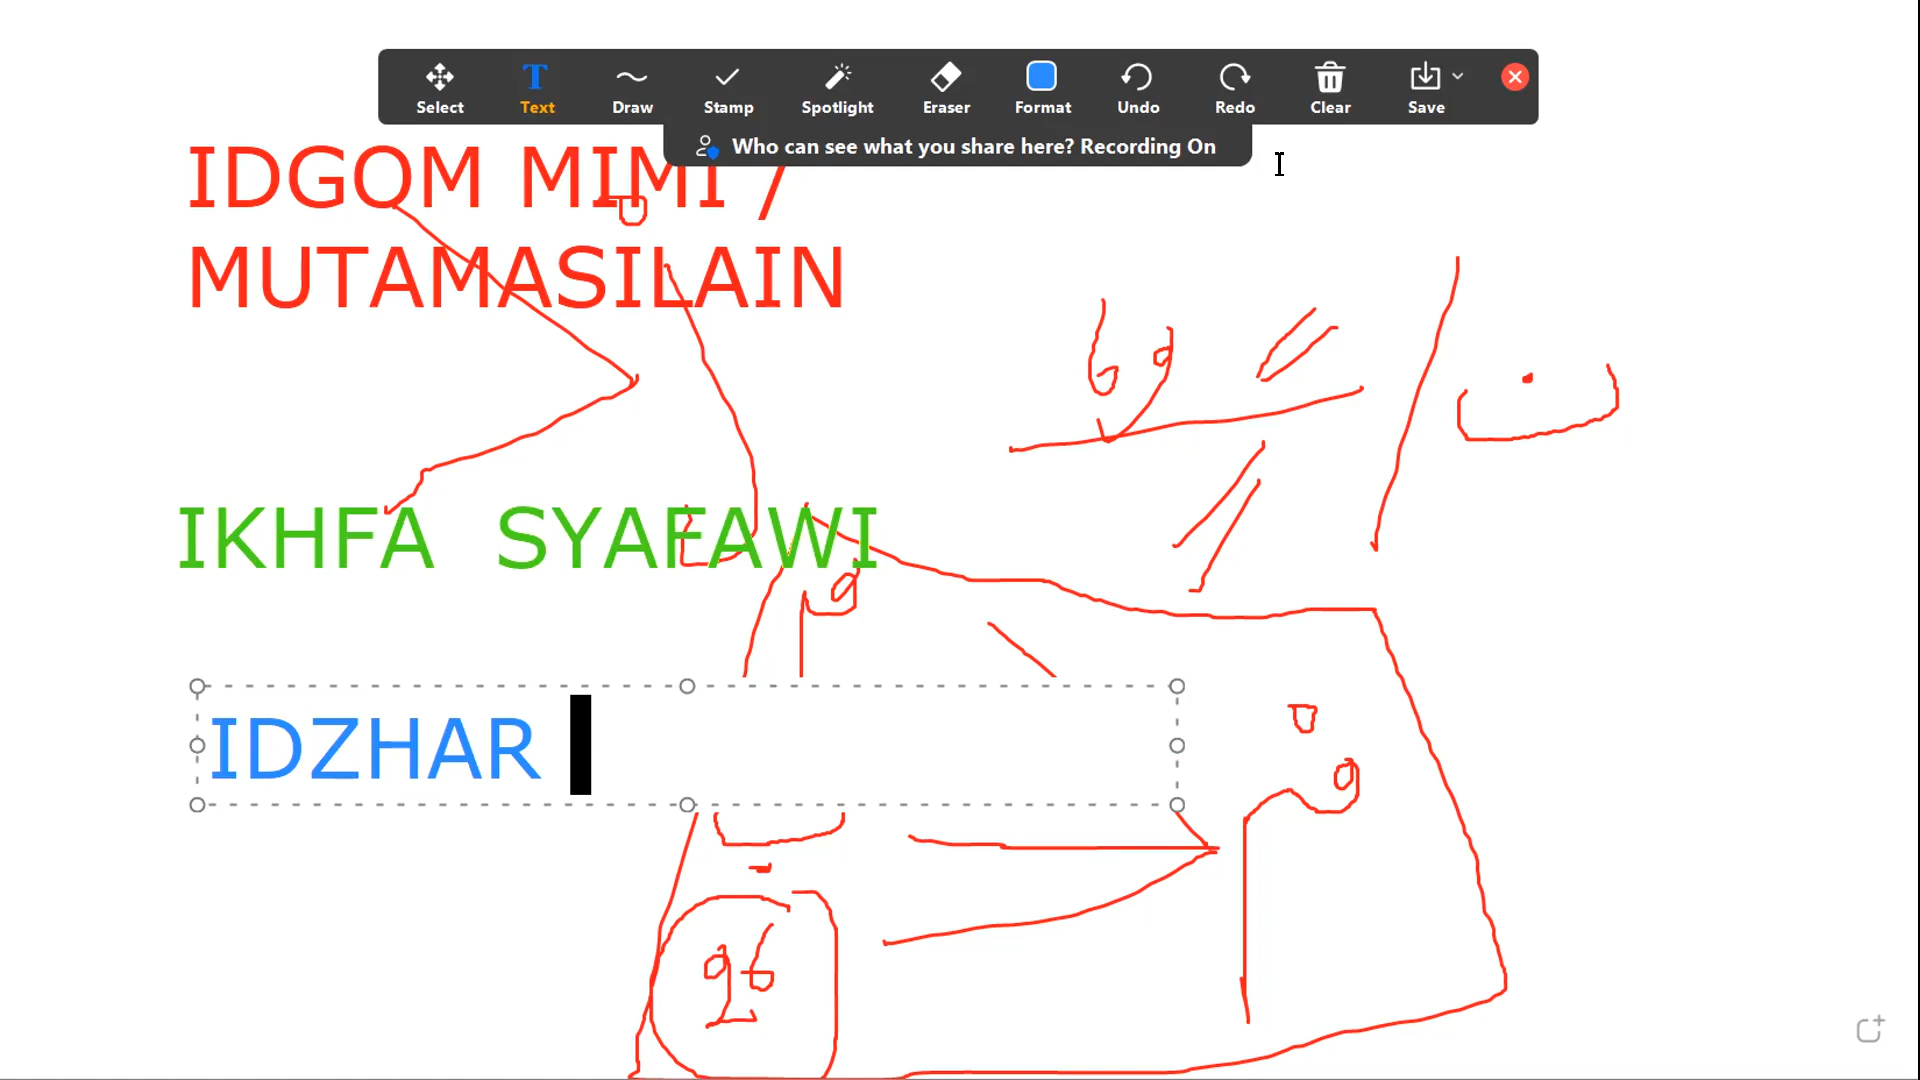 Select Text Draw Stamp Spotlight Eraser Format Undo Redo Clear Save
Who can see what you share here? Recording On
IDGOM MIMI /
MUTAMASILAIN
IKHFA SYAFAWI
IDZHAR